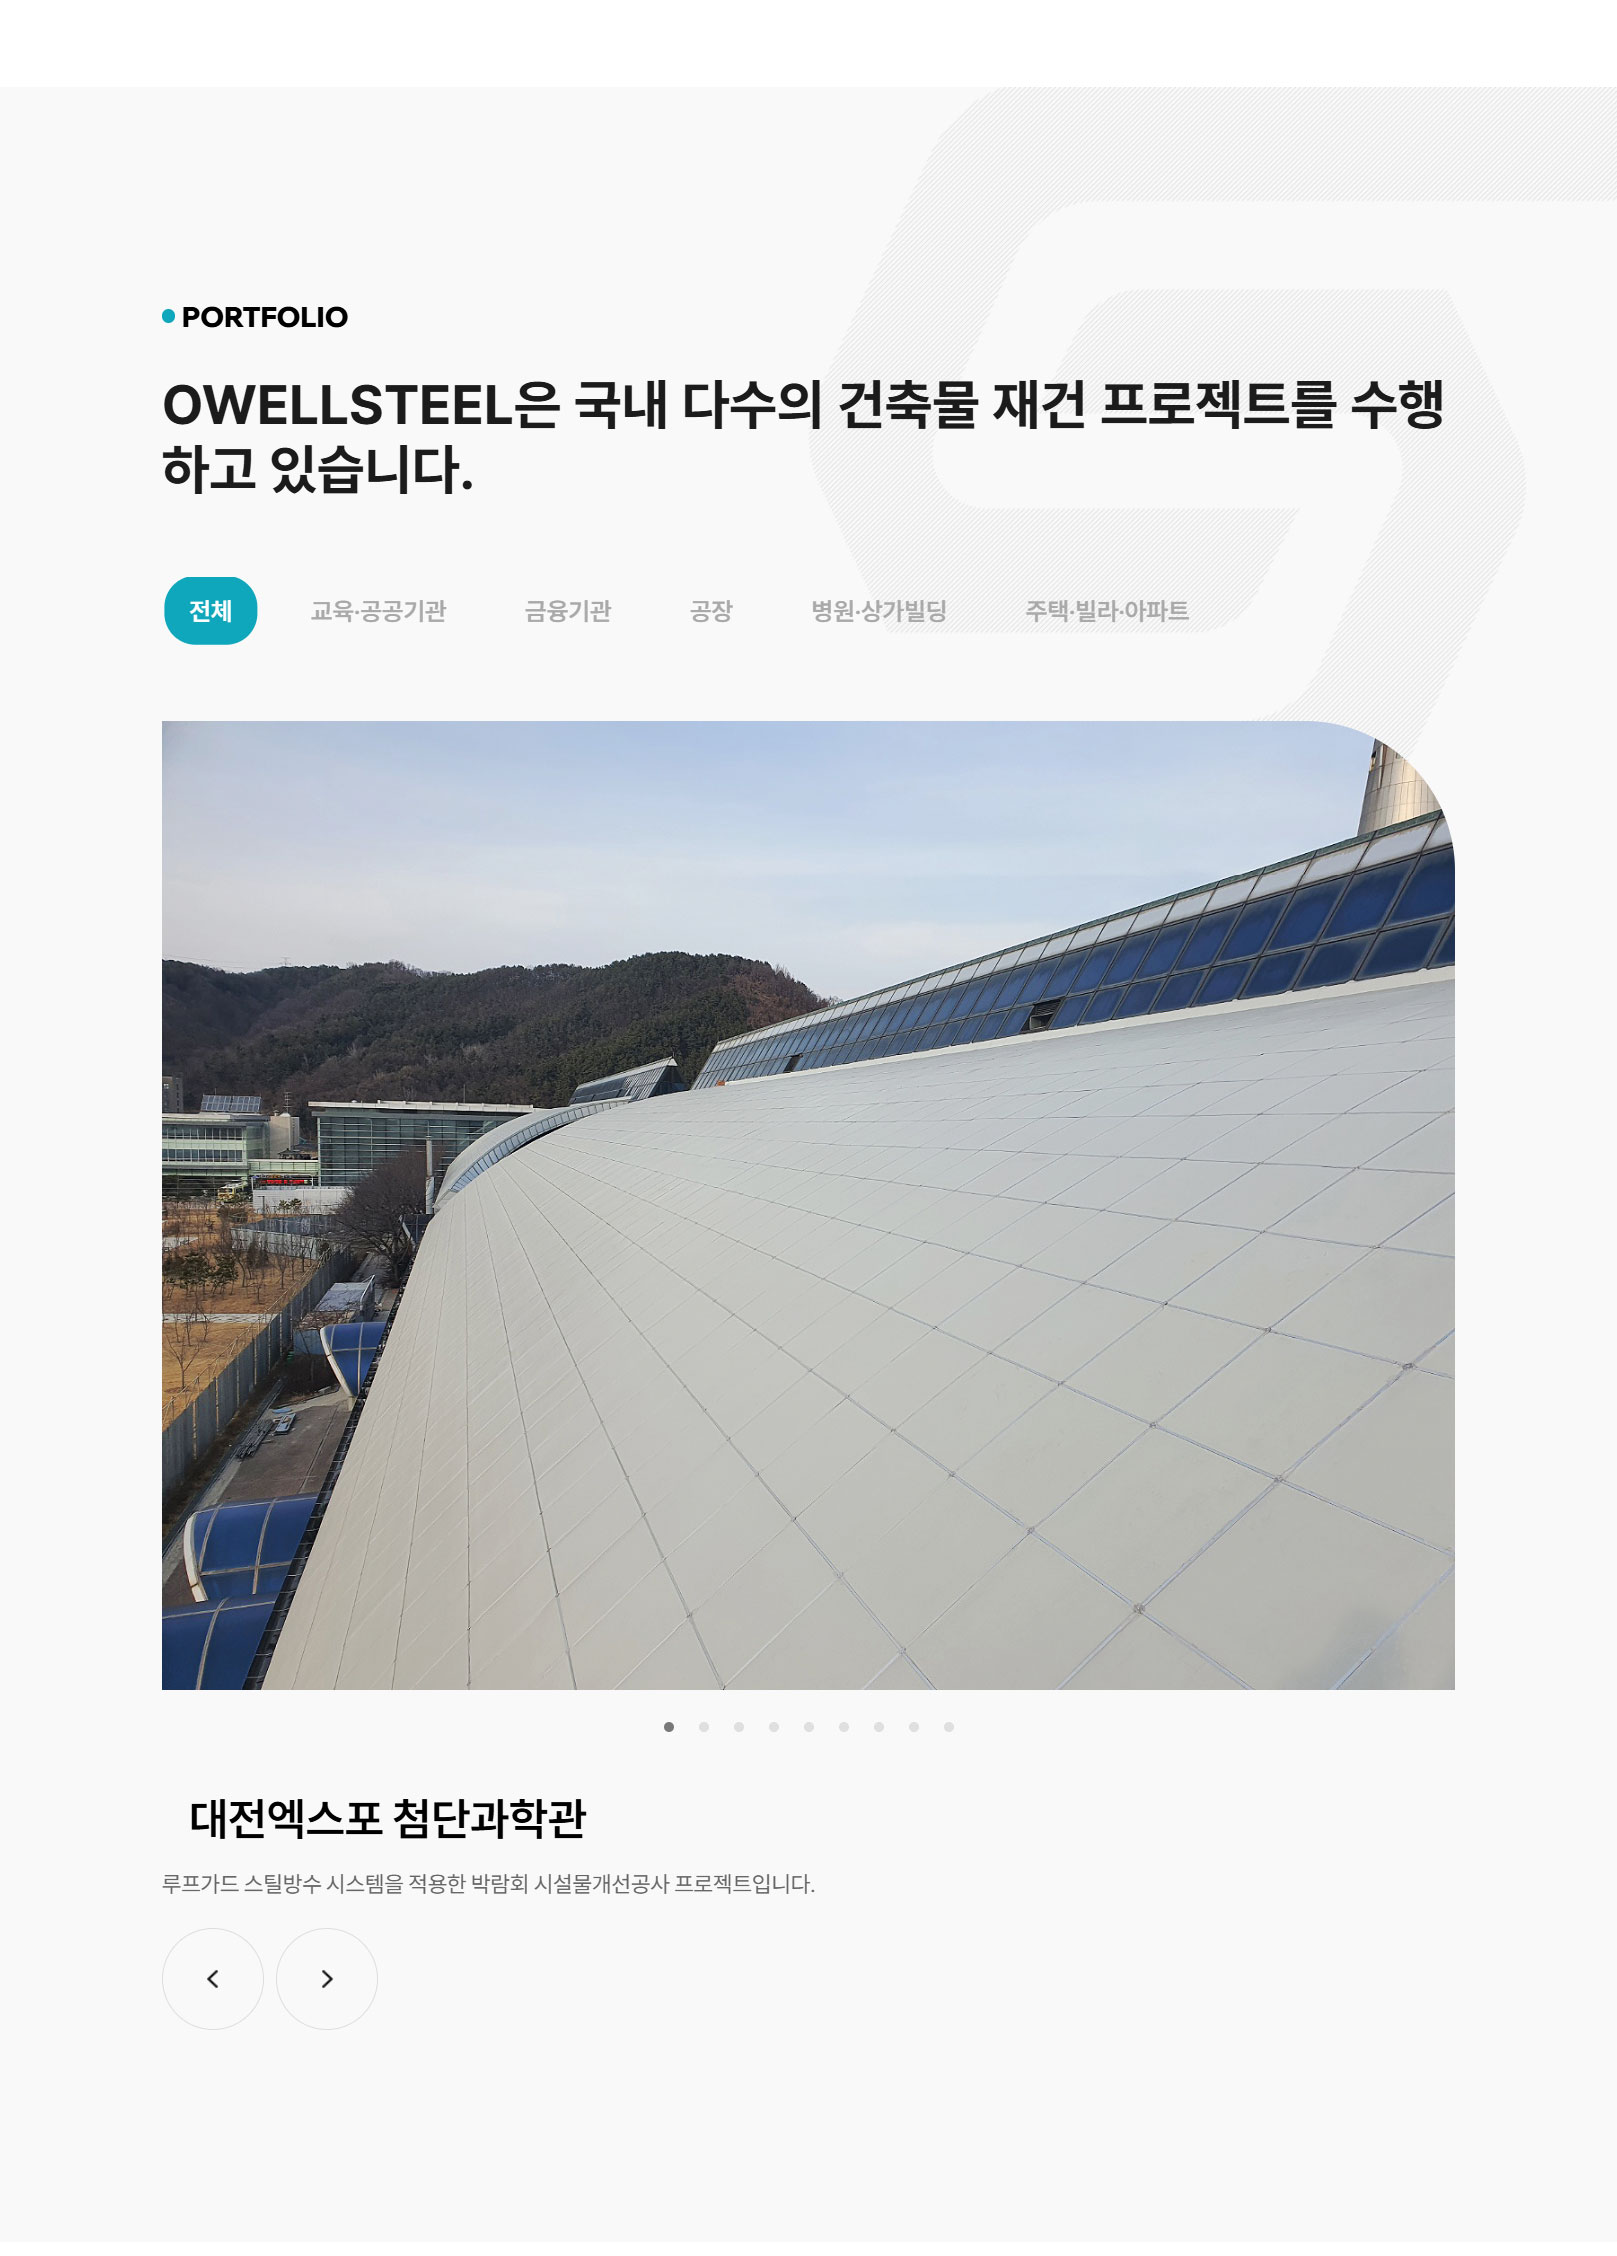 PORTFOLIO
OWELLSTEEL은 국내 다수의 건축물 재건 프로젝트를 수행
하고 있습니다.
전체 교육·공공기관 금융기관 공장 병원·상가빌딩 주택·빌라·아파트
대전엑스포 첨단과학관
루프가드 스틸방수 시스템을 적용한 박람회 시설물개선공사 프로젝트입니다.